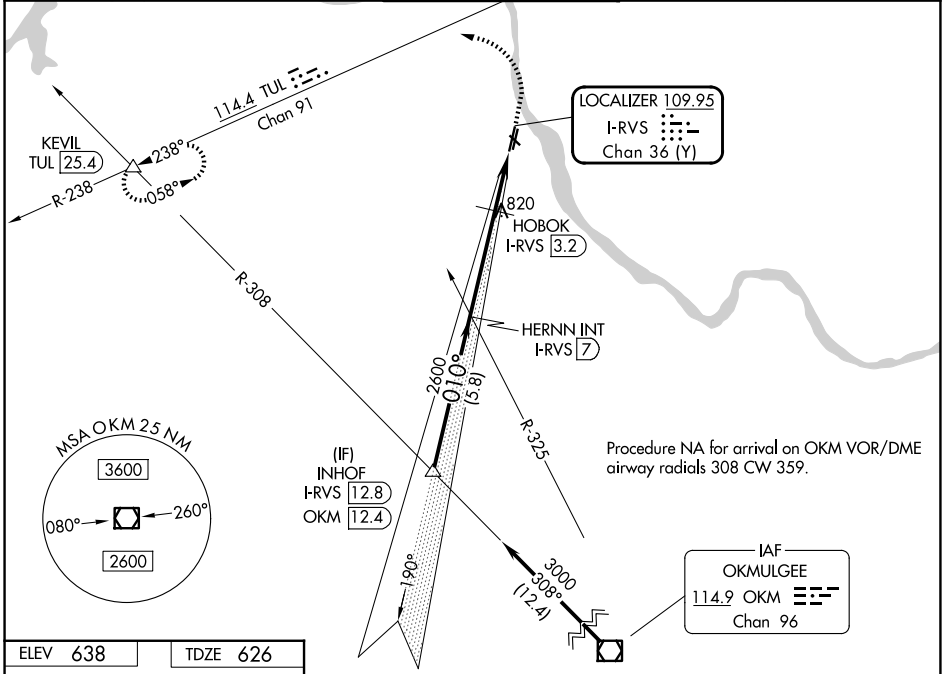 114.4 TUL
Chan 91
KEVIL
TUL 25.4
238°
058°
R-238
LOCALIZER 109.95
I-RVS
Chan 36 (Y)
820
HOBOK
I-RVS 3.2
R-308
HERNN INT
I-RVS 7
2600
010°
(5.8)
R-325
MSA OKM 25 NM
3600
080°
260°
2600
(IF)
INHOF
I-RVS 12.8
OKM 12.4
Procedure NA for arrival on OKM VOR/DME
airway radials 308 CW 359.
190°
3000
308°
(12.4)
IAF
OKMULGEE
114.9 OKM
Chan 96
ELEV 638
TDZE 626